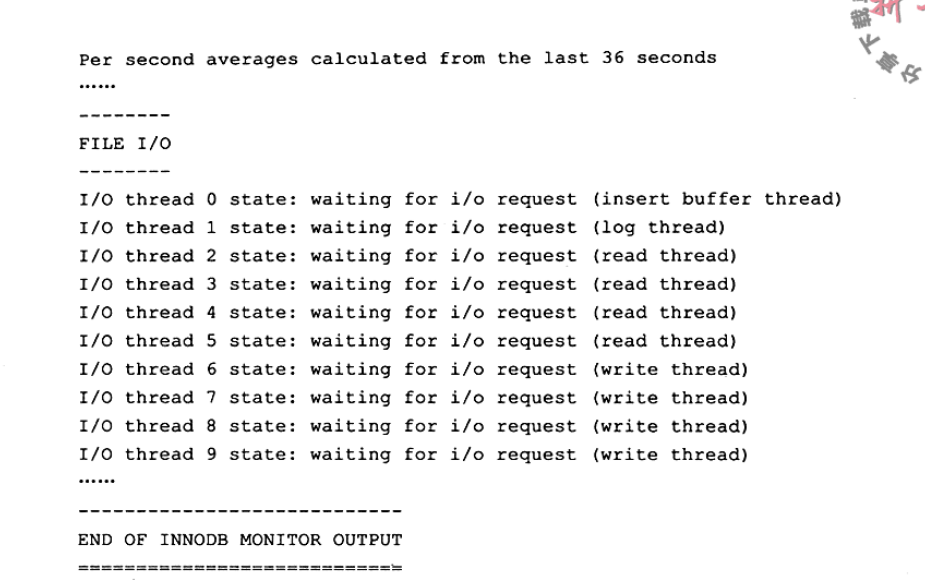 Per second averages calculated from the last 36 seconds
......
--------
FILE I/O
--------
I/O thread 0 state: waiting for i/o request (insert buffer thread)
I/O thread 1 state: waiting for i/o request (log thread)
I/O thread 2 state: waiting for i/o request (read thread)
I/O thread 3 state: waiting for i/o request (read thread)
I/O thread 4 state: waiting for i/o request (read thread)
I/O thread 5 state: waiting for i/o request (read thread)
I/O thread 6 state: waiting for i/o request (write thread)
I/O thread 7 state: waiting for i/o request (write thread)
I/O thread 8 state: waiting for i/o request (write thread)
I/O thread 9 state: waiting for i/o request (write thread)
......
----------------------------
END OF INNODB MONITOR OUTPUT
============================
分享下载